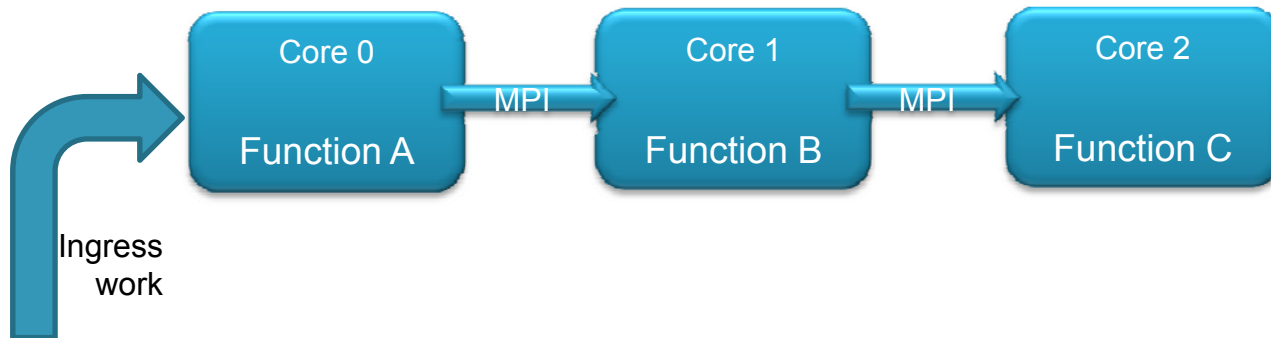 Core 0
Function A
MPI
Core 1
Function B
MPI
Core 2
Function C
Ingress
work